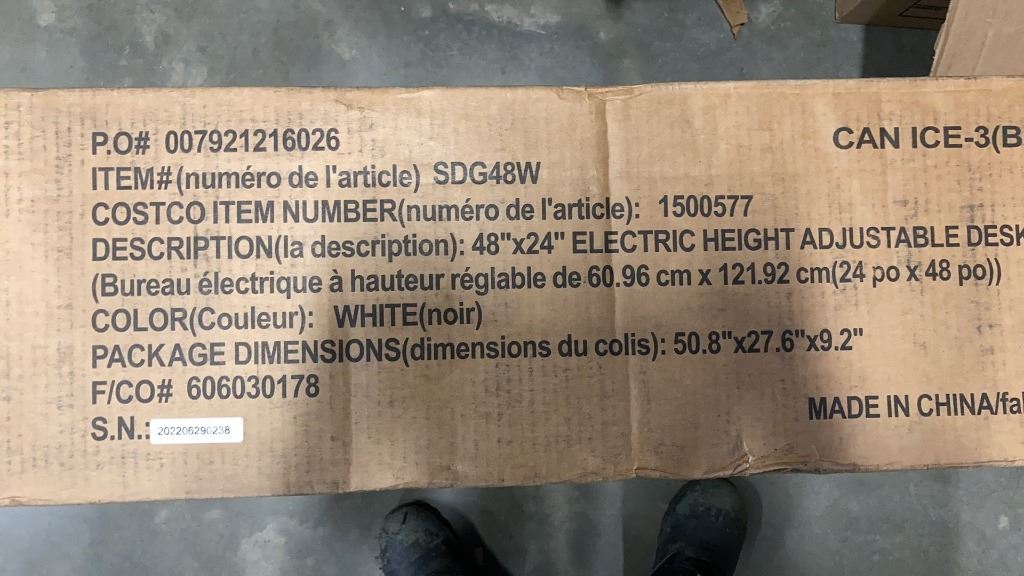 P.O# 007921216026
CAN ICE-3(B
ITEM#(numéro de l'article) SDG48W
COSTCO ITEM NUMBER(numéro de l'article): 1500577
DESCRIPTION(la description): 48"x24" ELECTRIC HEIGHT ADJUSTABLE DESK
(Bureau électrique à hauteur réglable de 60.96 cm x 121.92 cm(24 po x 48 po))
COLOR(Couleur): WHITE(noir)
PACKAGE DIMENSIONS(dimensions du colis): 50.8"x27.6"x9.2"
F/CO# 606030178
MADE IN CHINA/fa
S.N.: 202206290238